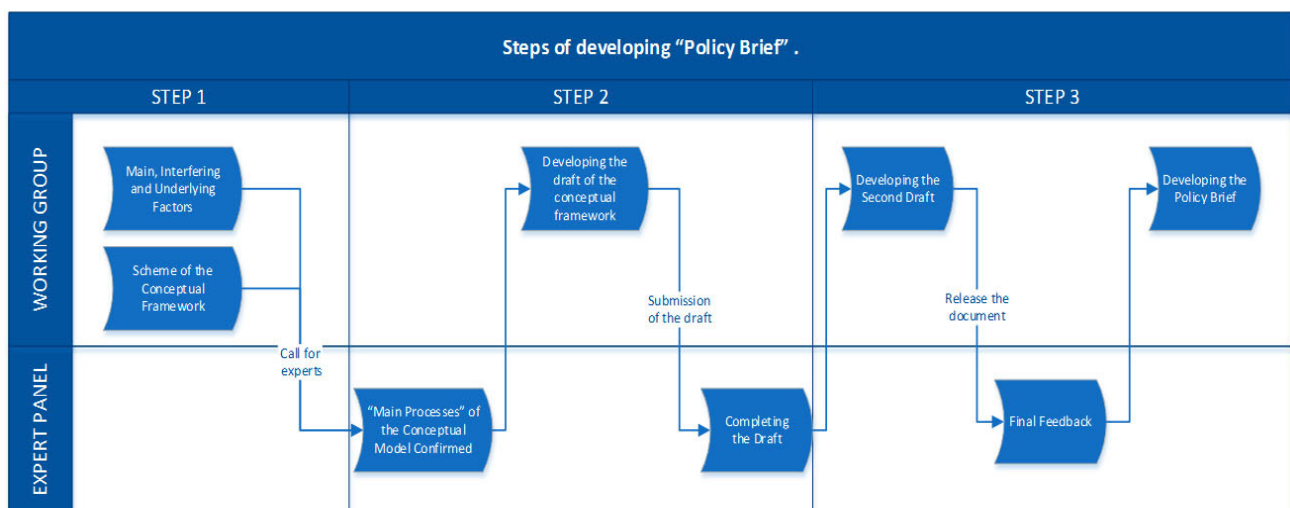 Steps of developing “Policy Brief” .
STEP 1
STEP 2
STEP 3
WORKING GROUP
Main, Interfering
and Underlying
Factors
Scheme of the
Conceptual
Framework
Call for
experts
Developing the
draft of the
conceptual
framework
Submission
of the draft
Developing the
Second Draft
Release the
document
Developing the
Policy Brief
EXPERT PANEL
“Main Processes” of
the Conceptual
Model Confirmed
Completing
the Draft
Final Feedback